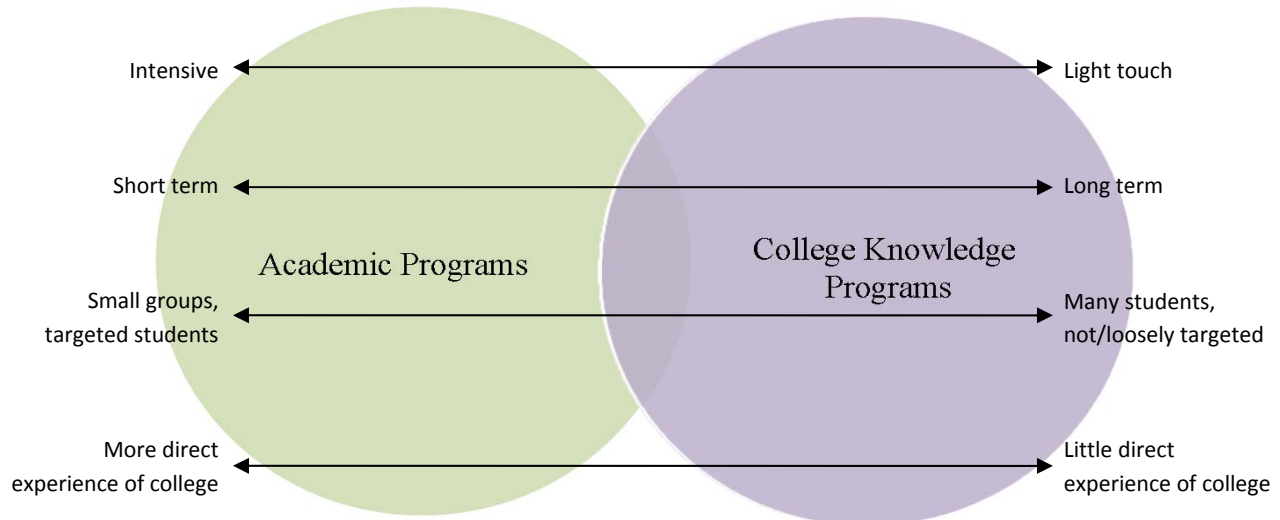 Intensive
Light touch
Short term
Long term
Academic Programs
College Knowledge
Programs
Small groups,
targeted students
Many students,
not/loosely targeted
More direct
experience of college
Little direct
experience of college